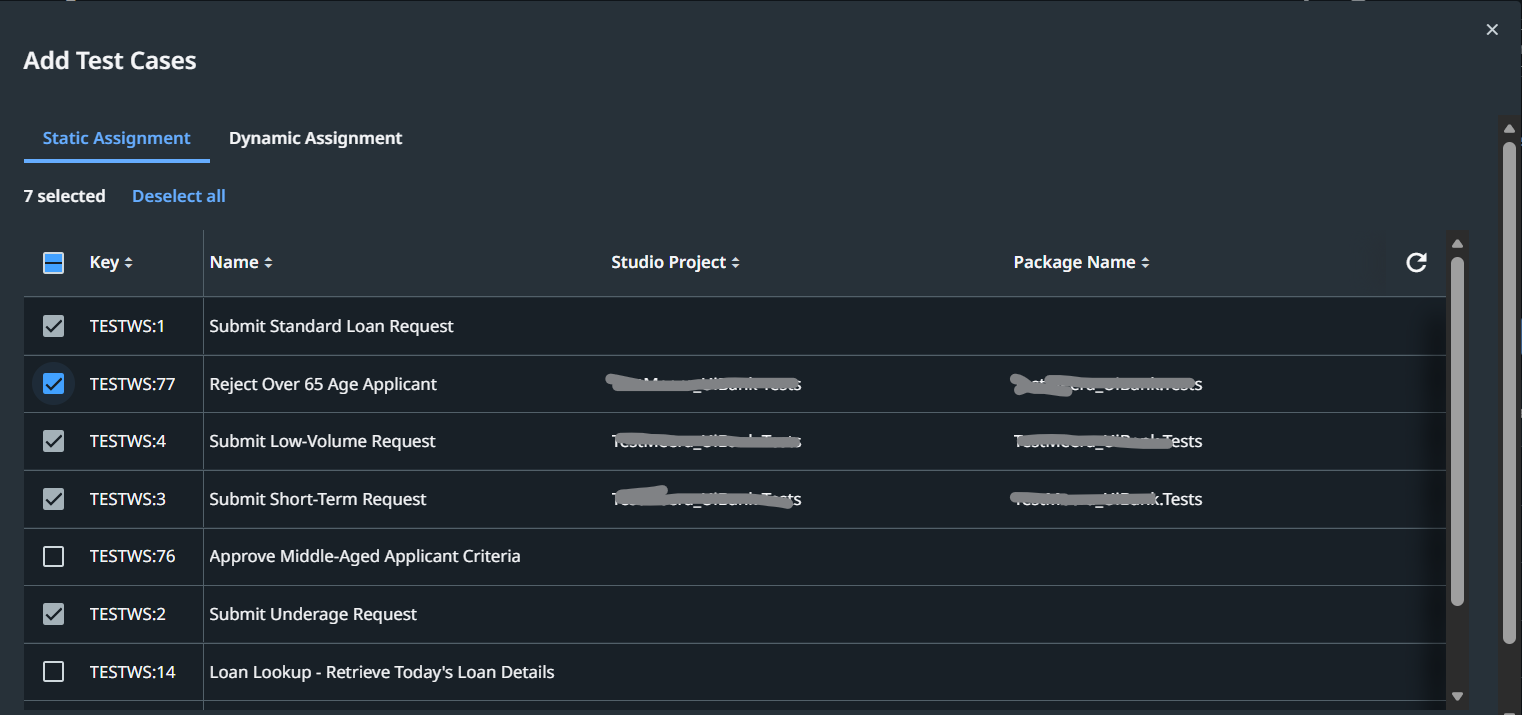 Add Test Cases
Static Assignment Dynamic Assignment
7 selected Deselect all
Key Name Studio Project Package Name
TESTWS:1 Submit Standard Loan Request
TESTWS:77 Reject Over 65 Age Applicant
TESTWS:4 Submit Low-Volume Request
TESTWS:3 Submit Short-Term Request
TESTWS:76 Approve Middle-Aged Applicant Criteria
TESTWS:2 Submit Underage Request
TESTWS:14 Loan Lookup - Retrieve Today's Loan Details